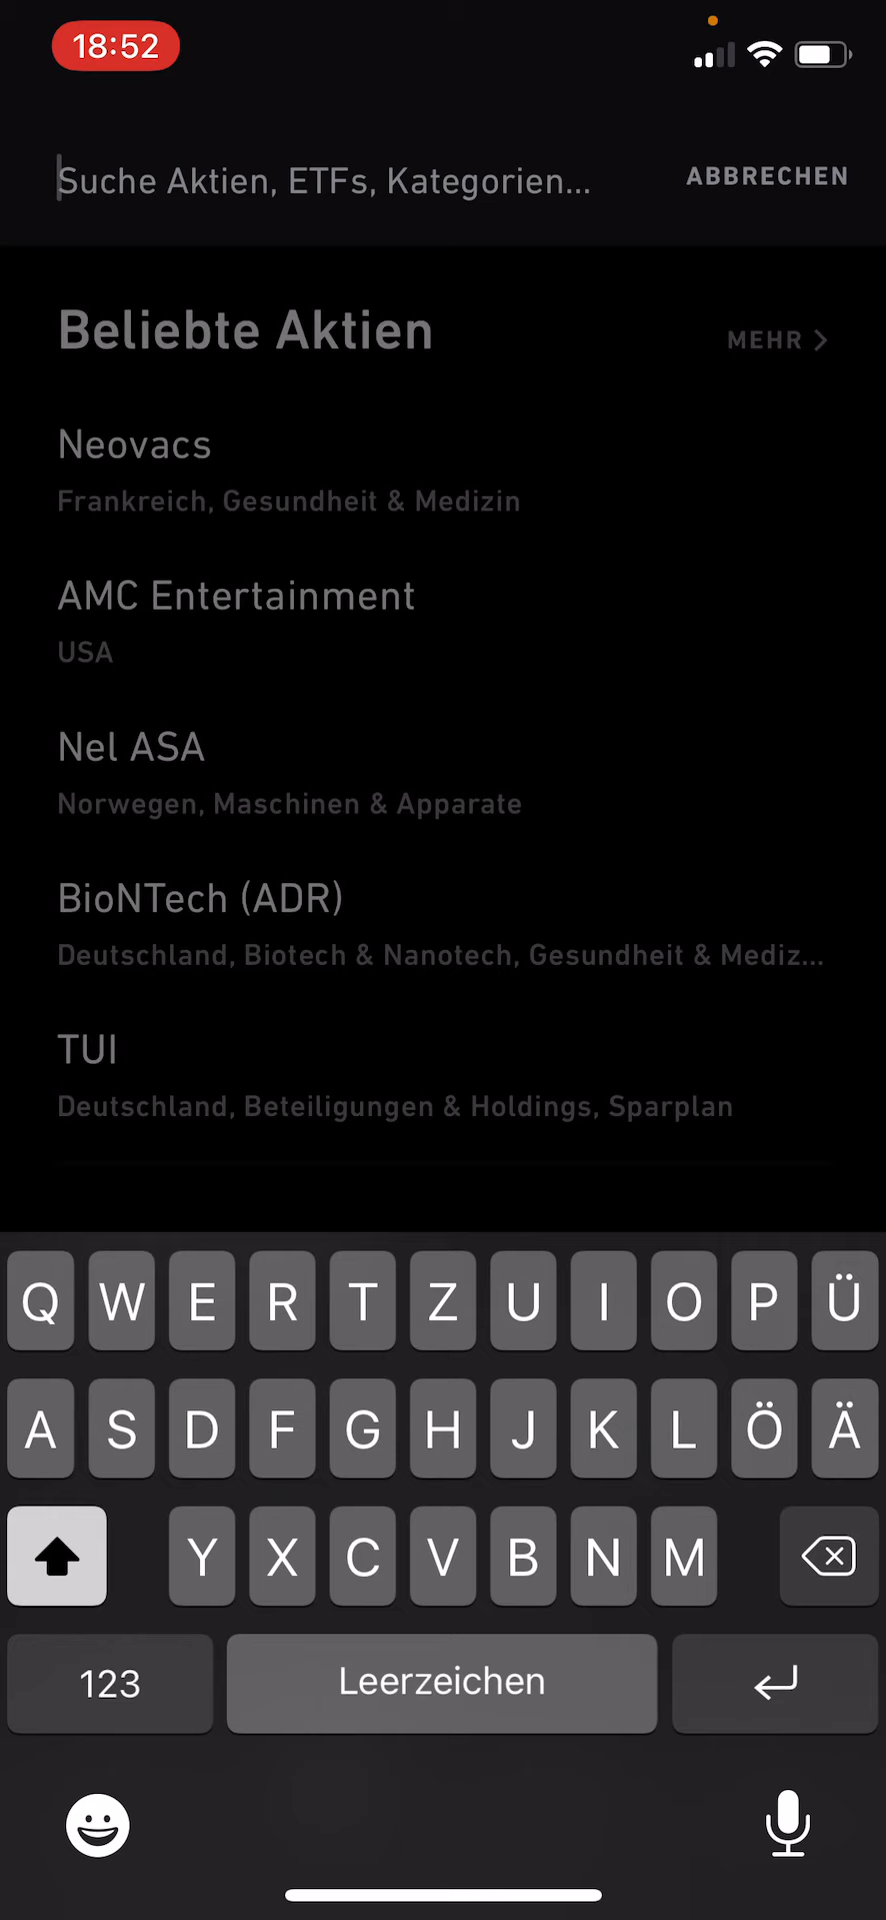 18:52
Suche Aktien, ETFs, Kategorien...
ABBRECHEN
Beliebte Aktien
MEHR
Neovacs
Frankreich, Gesundheit & Medizin
AMC Entertainment
USA
Nel ASA
Norwegen, Maschinen & Apparate
BioNTech (ADR)
Deutschland, Biotech & Nanotech, Gesundheit & Mediz...
TUI
Deutschland, Beteiligungen & Holdings, Sparplan
Q W E R T Z U I O P Ü
A S D F G H J K L Ö Ä
Y X C V B N M
123 Leerzeichen